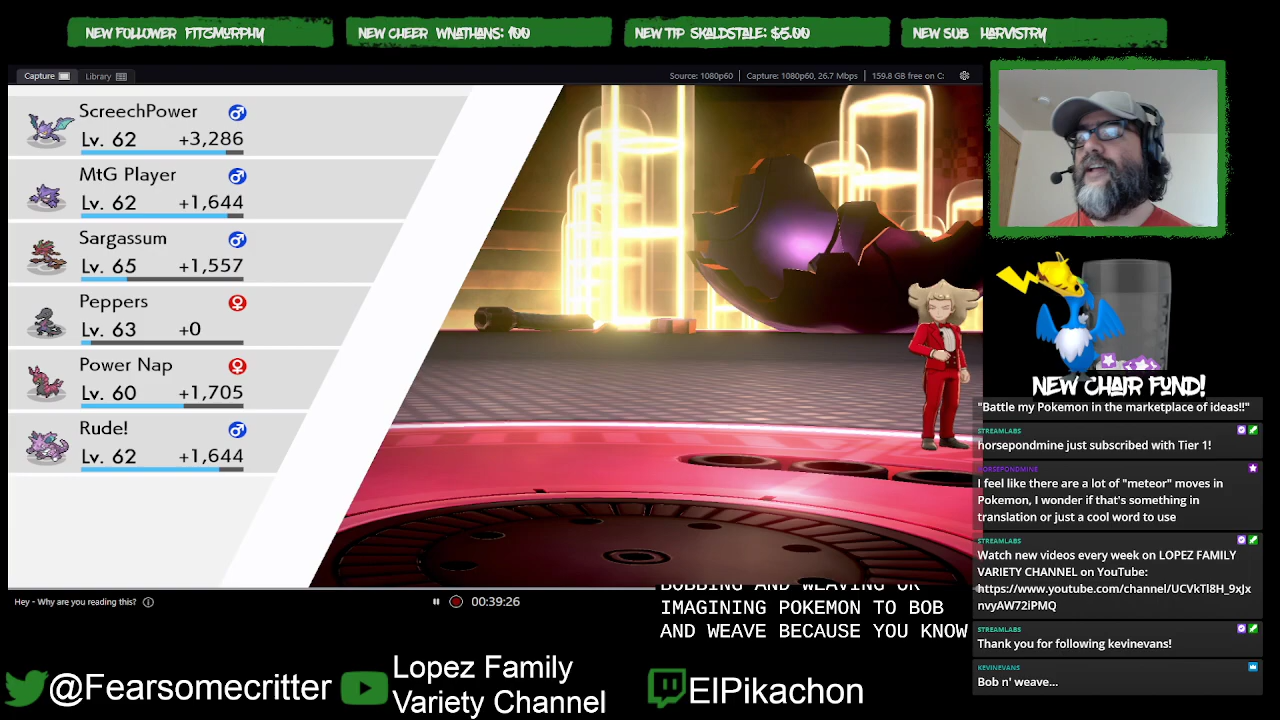 NEW FOLLOWER FITZMURPHY
NEW CHEER WNATHANS: 100
NEW TIP SKALDSTALE: $5.00
NEW SUB HARVISTRY
Capture
Library
Source: 1080p60
Capture: 1080p60, 26.7 Mbps
159.8 GB free on C:
ScreechPower
Lv. 62 +3,286
MtG Player
Lv. 62 +1,644
Sargassum
Lv. 65 +1,557
Peppers
Lv. 63 +0
Power Nap
Lv. 60 +1,705
Rude!
Lv. 62 +1,644
NEW CHAIR FUND!
"Battle my Pokemon in the marketplace of ideas!!"
STREAMLABS
horsepondmine just subscribed with Tier 1!
HORSEPONDMINE
I feel like there are a lot of "meteor" moves in
Pokemon, I wonder if that's something in
translation or just a cool word to use
STREAMLABS
Watch new videos every week on LOPEZ FAMILY
VARIETY CHANNEL on YouTube:
https://www.youtube.com/channel/UCVkTl8H_9xJx
nvyAW72iPMQ
STREAMLABS
Thank you for following kevinevans!
KEVINEVANS
Bob n' weave...
Hey - Why are you reading this?
00:39:26
BOBBING AND WEAVING OR
IMAGINING POKEMON TO BOB
AND WEAVE BECAUSE YOU KNOW
@Fearsomecritter
Lopez Family
Variety Channel
ElPikachon